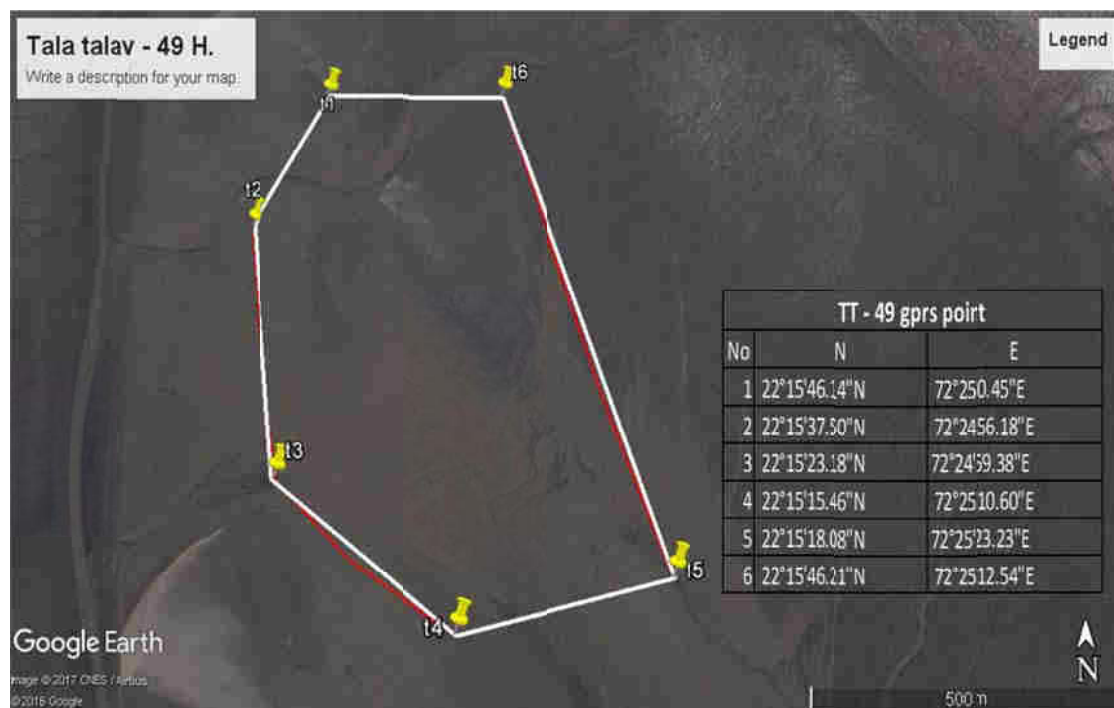 Tala talav - 49 H.
Write a description for your map.
Legend
t1
t6
t2
t3
t5
t4
TT - 49 gprs point
No N E
1 22°15'46.14"N 72°250.45"E
2 22°15'37.50"N 72°2456.18"E
3 22°15'23.18"N 72°24'59.38"E
4 22°15'15.46"N 72°2510.60"E
5 22°15'18.08"N 72°25'23.23"E
6 22°15'46.21"N 72°2512.54"E
Google Earth
Image © 2017 CNES / Airbus
© 2016 Google
N
500 m